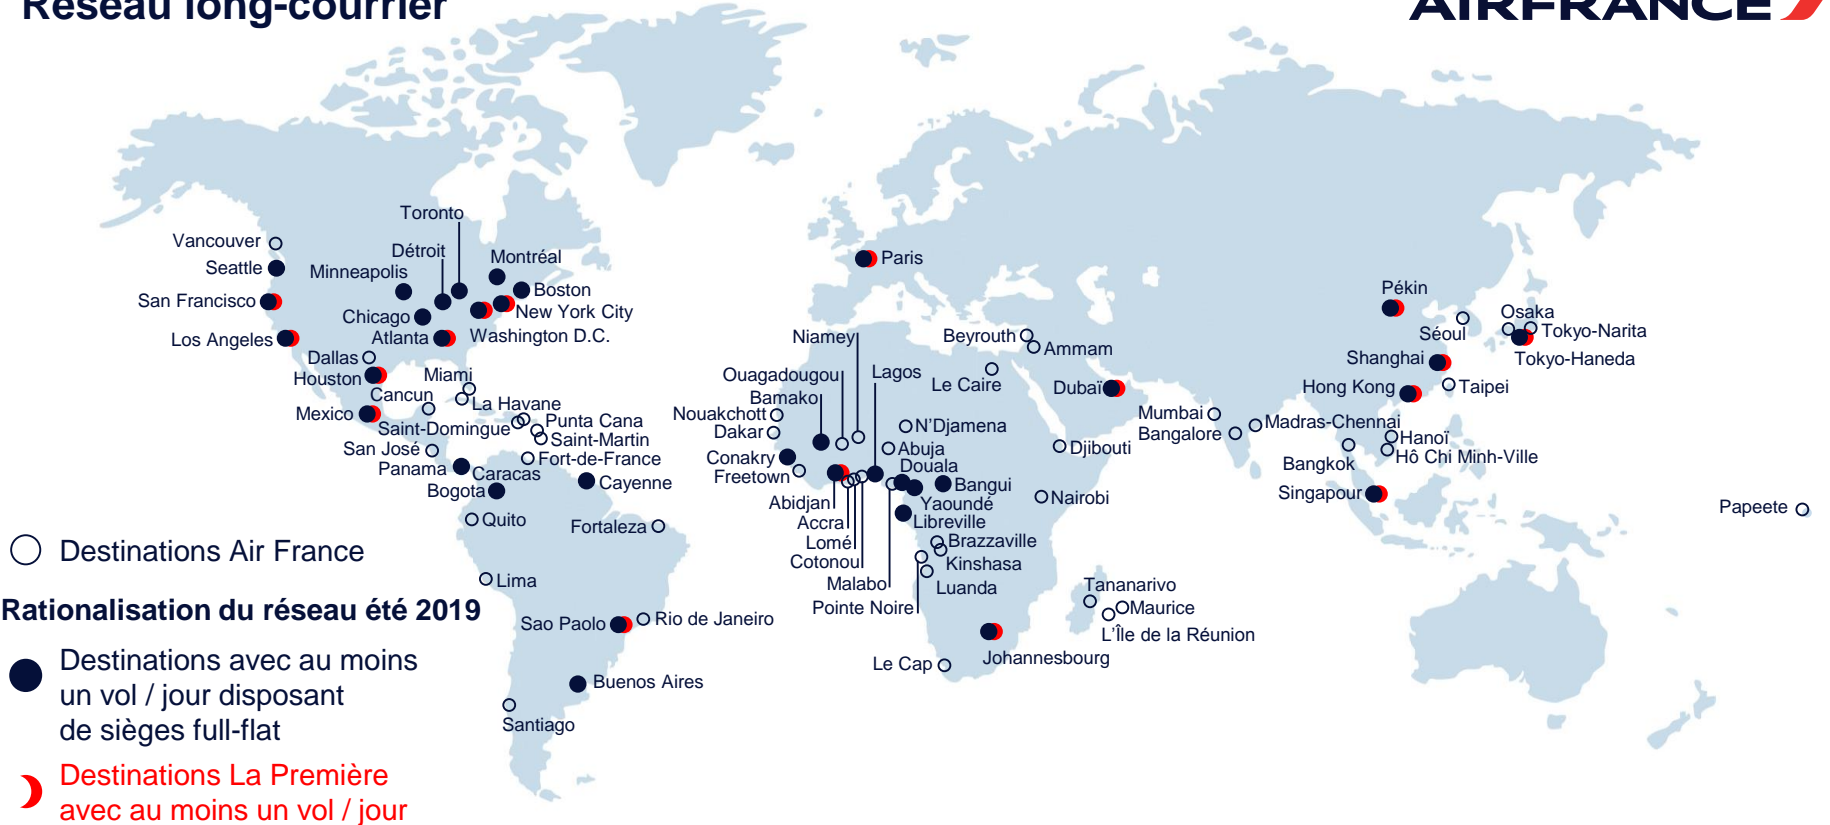 Réseau long-courrier
AIRFRANCE
Toronto
Vancouver
Détroit
Montréal
Seattle
Minneapolis
Boston
San Francisco
New York City
Chicago
Los Angeles
Atlanta
Washington D.C.
Dallas
Houston
Miami
Cancun
La Havane
Mexico
Punta Cana
Saint-Domingue
Saint-Martin
San José
Fort-de-France
Panama
Caracas
Cayenne
Bogota
Quito
Fortaleza
Lima
Sao Paolo
Rio de Janeiro
Buenos Aires
Santiago
Paris
Niamey
Beyrouth
Ammam
Ouagadougou
Lagos
Le Caire
Dubaï
Bamako
Nouakchott
Dakar
N'Djamena
Conakry
Abuja
Djibouti
Freetown
Douala
Bangui
Abidjan
Yaoundé
Nairobi
Accra
Libreville
Lomé
Brazzaville
Cotonou
Kinshasa
Malabo
Luanda
Pointe Noire
Tananarivo
Maurice
L'Île de la Réunion
Le Cap
Johannesbourg
Pékin
Osaka
Séoul
Tokyo-Narita
Shanghai
Tokyo-Haneda
Hong Kong
Taipei
Mumbai
Madras-Chennai
Bangalore
Hanoï
Bangkok
Hô Chi Minh-Ville
Singapour
Papeete
Destinations Air France
Rationalisation du réseau été 2019
Destinations avec au moins
un vol / jour disposant
de sièges full-flat
Destinations La Première
avec au moins un vol / jour